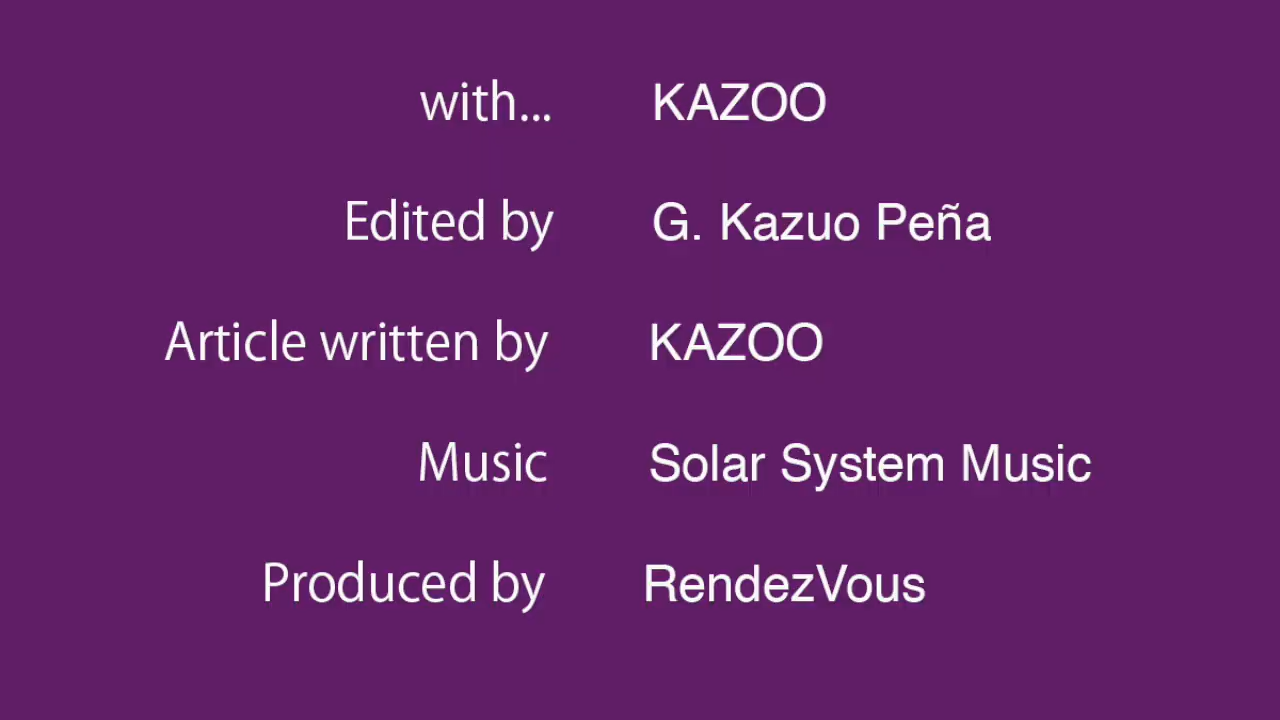 with... KAZOO
Edited by G. Kazuo Peña
Article written by KAZOO
Music Solar System Music
Produced by RendezVous